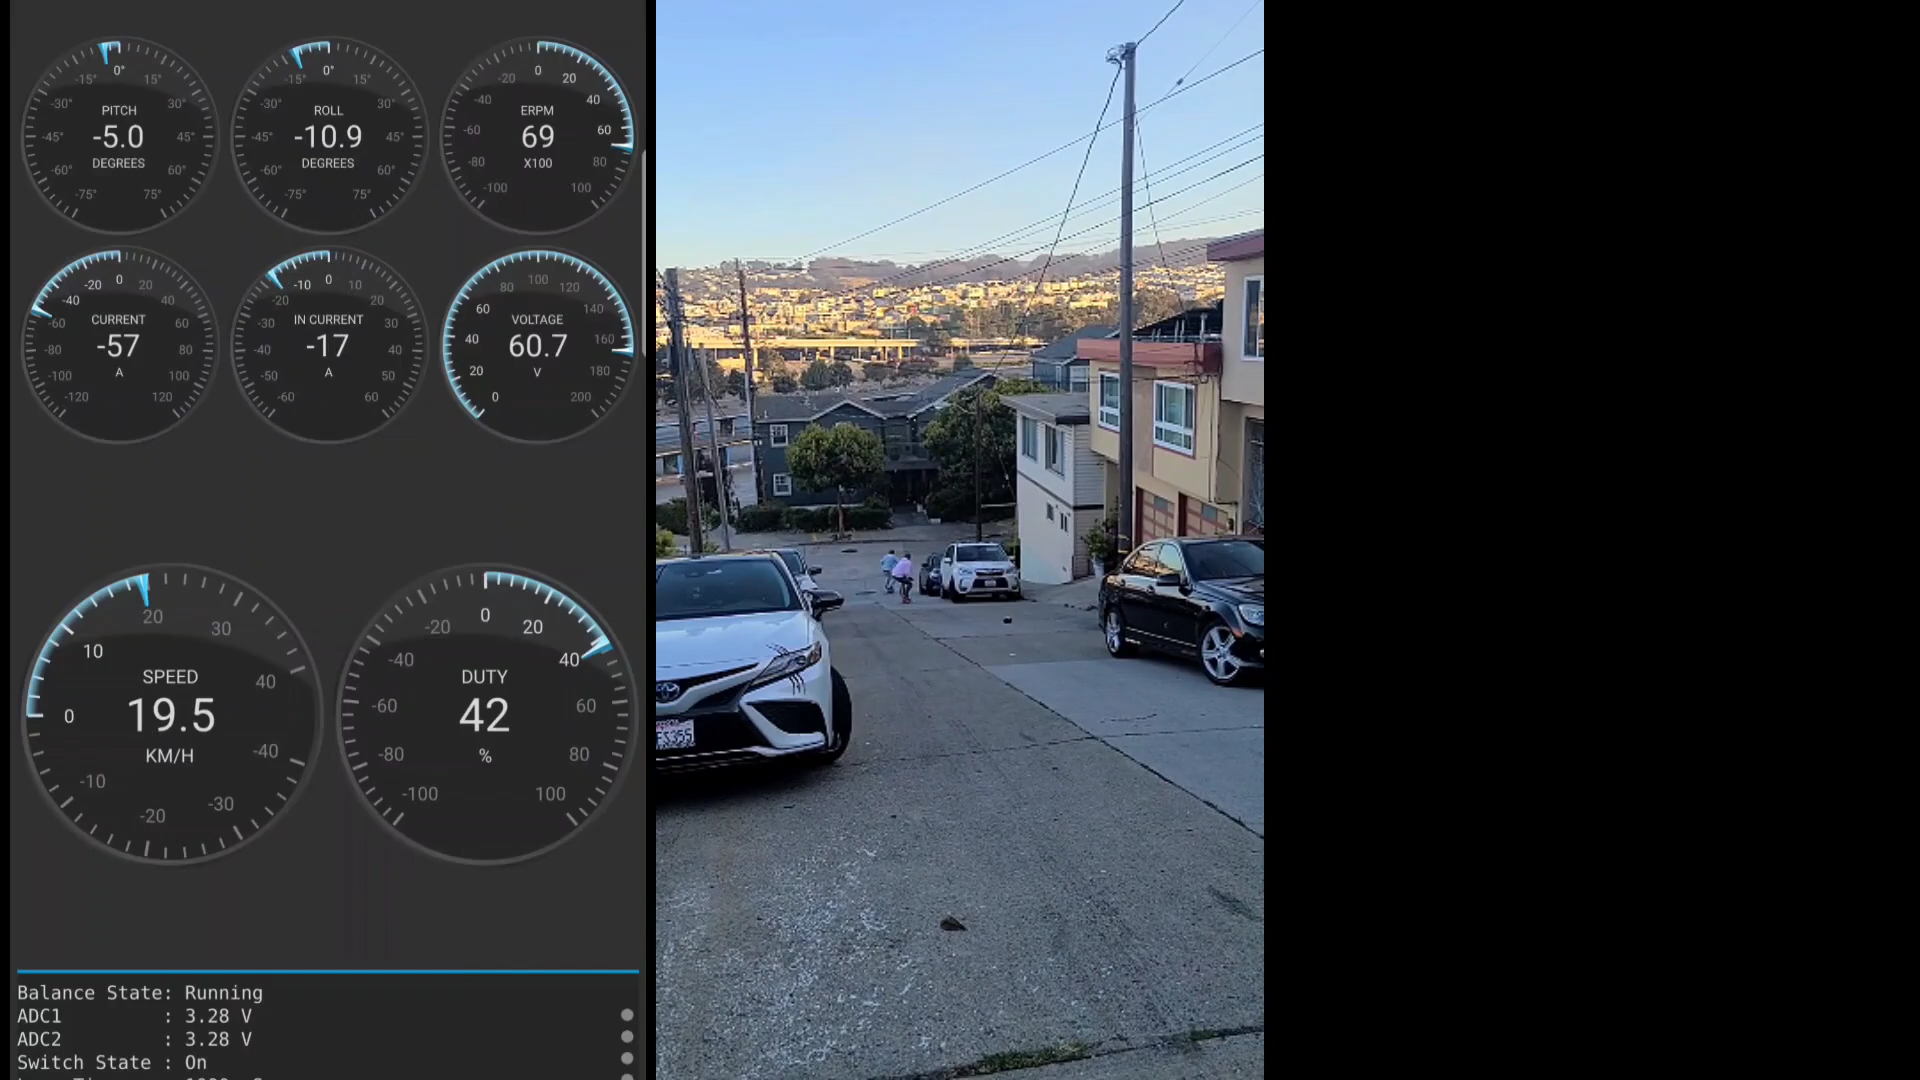 0°
-15° 15°
-30° 30°
-45° 45°
-60° 60°
-75° 75°
PITCH
-5.0
DEGREES
0°
-15° 15°
-30° 30°
-45° 45°
-60° 60°
-75° 75°
ROLL
-10.9
DEGREES
-20 0 20
-40 40
-60 60
-80 80
-100 100
ERPM
69
X100
-20 0 20
-40 40
-60 60
-80 80
-100 100
-120 120
CURRENT
-57
A
-10 0 10
-20 20
-30 30
-40 40
-50 50
-60 60
IN CURRENT
-17
A
80 100 120
60 140
40 160
20 180
0 200
VOLTAGE
60.7
V
20
30
10
40
0
-40
-10
-30
-20
SPEED
19.5
KM/H
0
-20 20
-40 40
-60 60
-80 80
-100 100
DUTY
42
%
Balance State: Running
ADC1 : 3.28 V
ADC2 : 3.28 V
Switch State : On